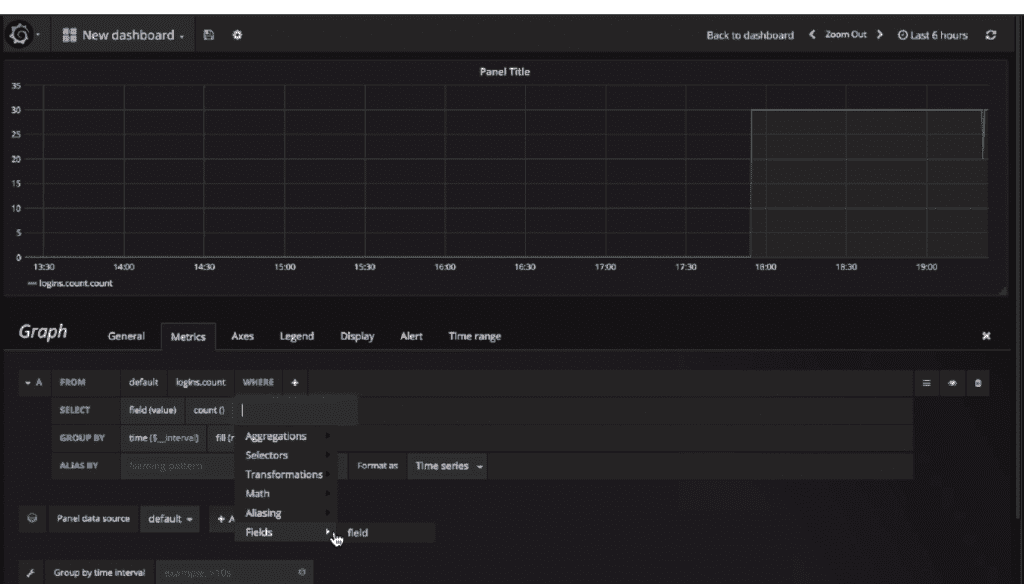 New dashboard
Back to dashboard Zoom Out Last 6 hours
Panel Title
35
30
25
20
15
10
5
0
13:30 14:00 14:30 15:00 15:30 16:00 16:30 17:00 17:30 18:00 18:30 19:00
logins.count.count
Graph General Metrics Axes Legend Display Alert Time range
A FROM default logins.count WHERE +
SELECT field (value) count ()
GROUP BY time ($__interval)
ALIAS BY Naming pattern Format as Time series
Aggregations
Selectors
Transformations
Math
Aliasing
Fields field
Panel data source default + A
Group by time interval example: >10s